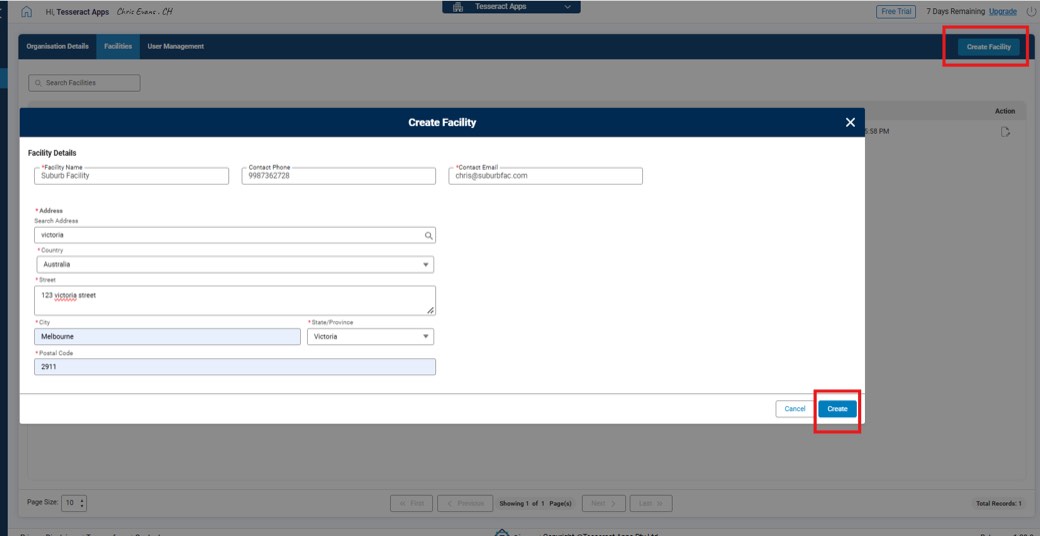 Hi, Tesseract Apps Chris Evans - CH
Tesseract Apps
Free Trial 7 Days Remaining Upgrade
Organisation Details Facilities User Management Create Facility
Search Facilities
Action
5:58 PM
Create Facility
Facility Details
*Facility Name Contact Phone *Contact Email
Suburb Facility 9987362728 chris@suburbfac.com
*Address
Search Address
victoria
*Country
Australia
*Street
123 victoria street
*City *State/Province
Melbourne Victoria
*Postal Code
2911
Cancel Create
Page Size: 10 First Previous Showing 1 of 1 Page(s) Next Last Total Records: 1